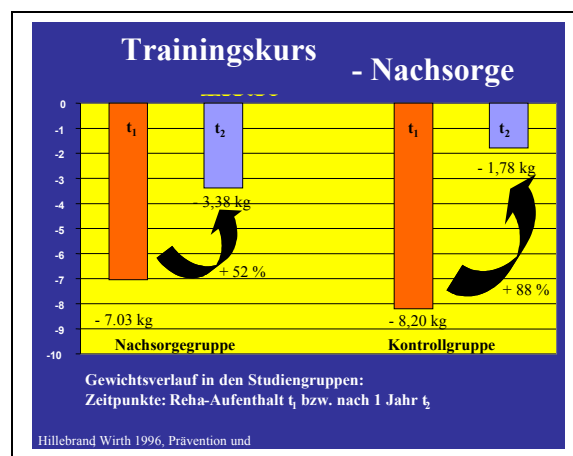 Trainingskurs
- Nachsorge
0
-1
-2
-3
-4
-5
-6
-7
-8
-9
-10
t₁
t₂
t₁
t₂
- 3,38 kg
- 1,78 kg
+ 52 %
+ 88 %
- 7.03 kg
- 8,20 kg
Nachsorgegruppe
Kontrollgruppe
Gewichtsverlauf in den Studiengruppen:
Zeitpunkte: Reha-Aufenthalt t₁ bzw. nach 1 Jahr t₂
Hillebrand Wirth 1996, Prävention und